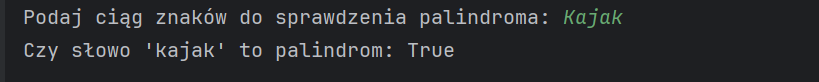 Podaj ciąg znaków do sprawdzenia palindroma: Kajak
Czy słowo 'kajak' to palindrom: True